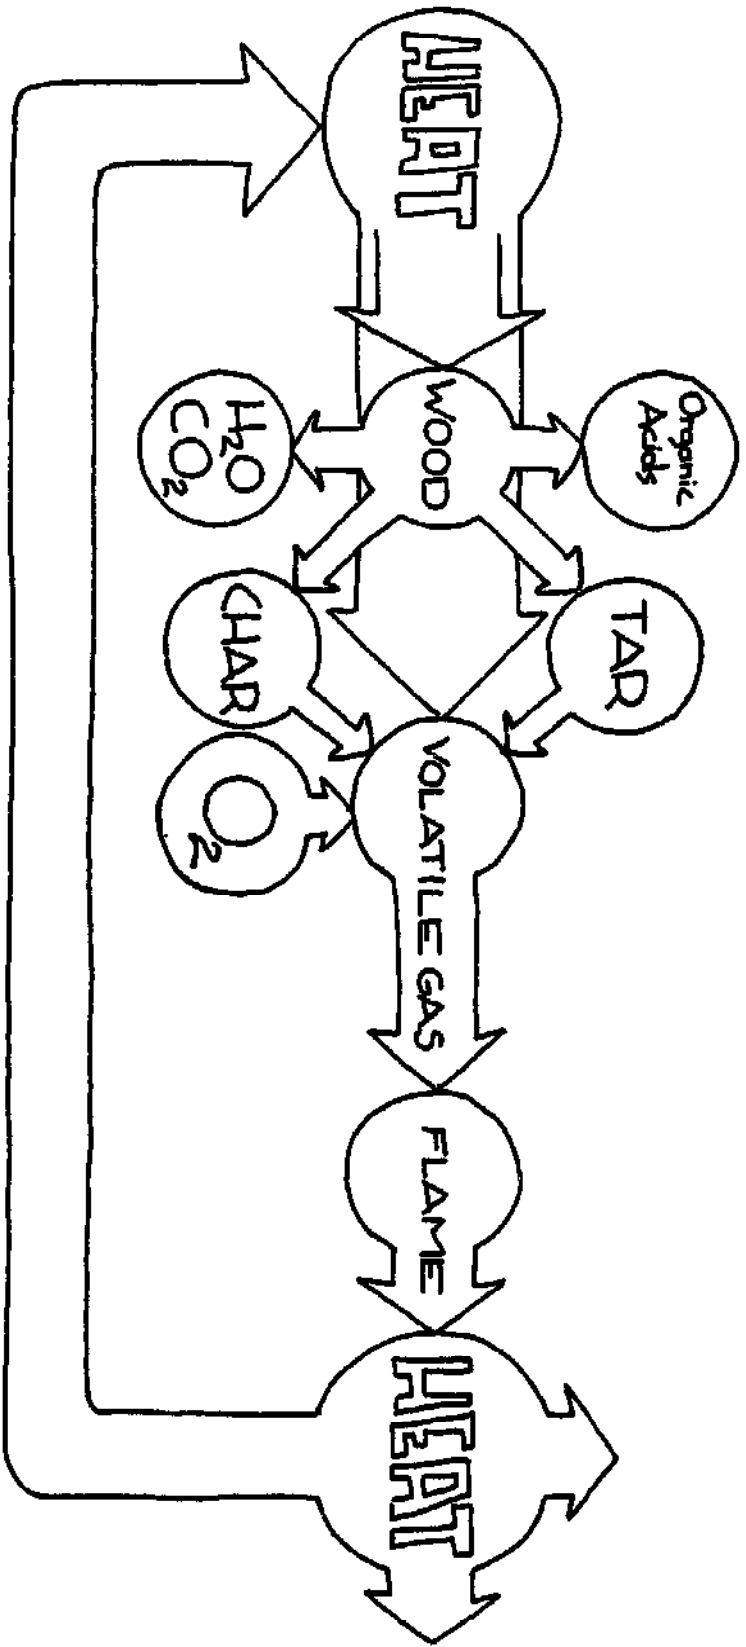 HEAT
Organic
Acids
WOOD
H₂O
CO₂
TAR
CHAR
O₂
VOLATILE GAS
FLAME
HEAT